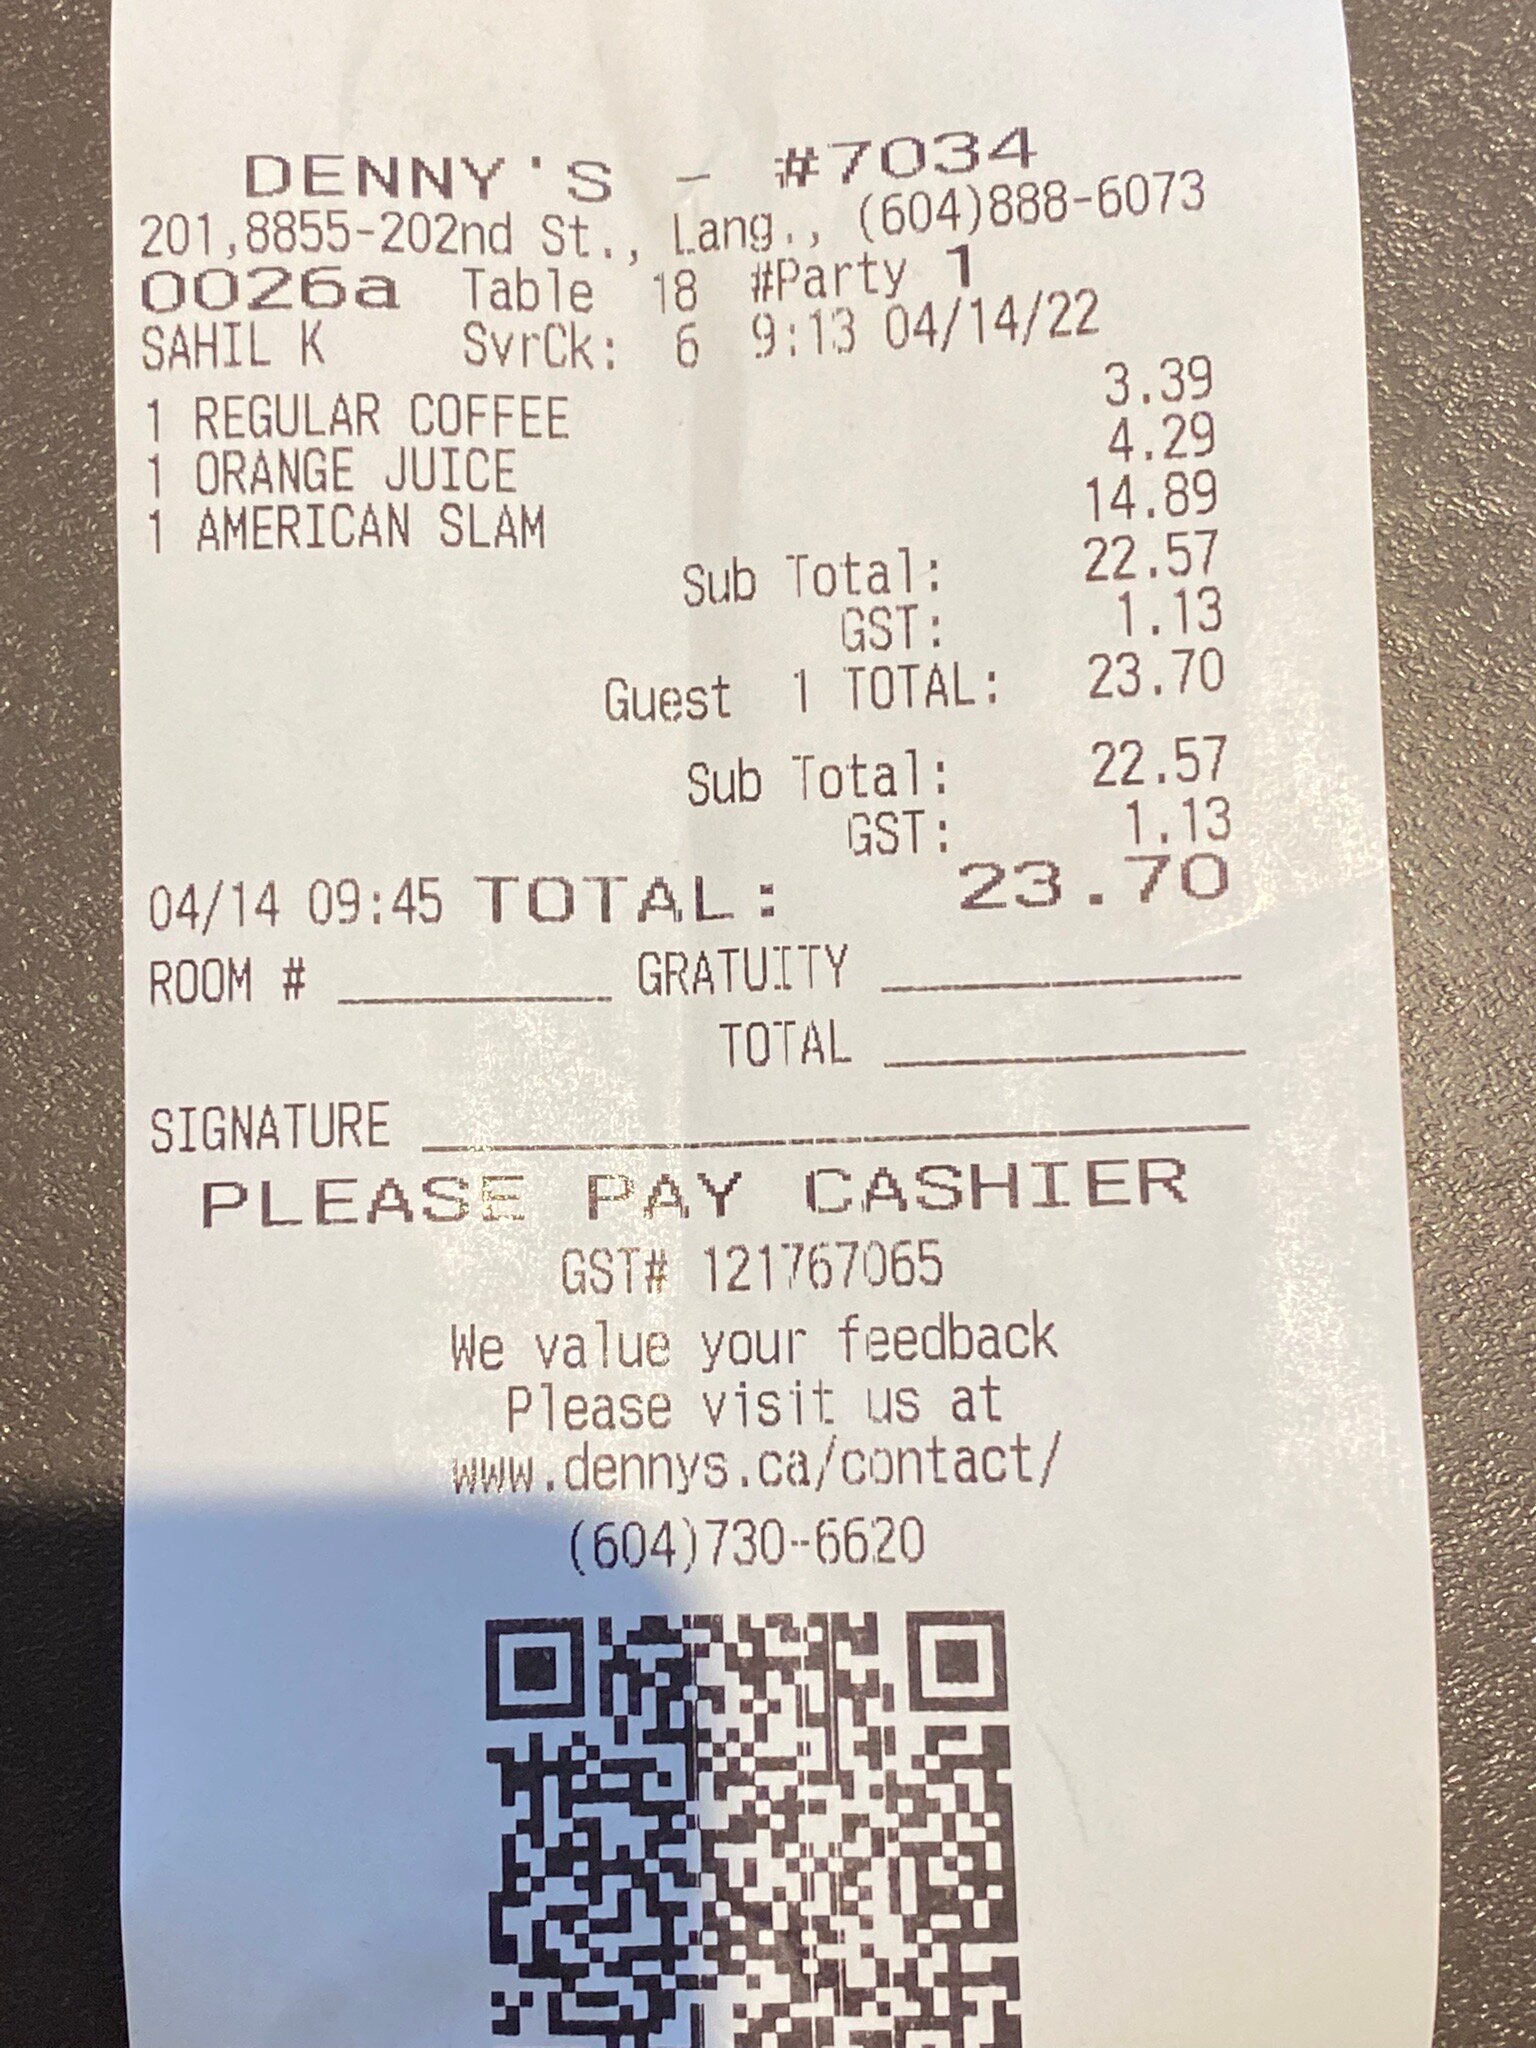 DENNY'S - #7034
201,8855-202nd St., Lang., (604)888-6073
0026a Table 18 #Party 1
SAHIL K SvrCk: 6 9:13 04/14/22
1 REGULAR COFFEE 3.39
1 ORANGE JUICE 4.29
1 AMERICAN SLAM 14.89
Sub Total: 22.57
GST: 1.13
Guest 1 TOTAL: 23.70
Sub Total: 22.57
GST: 1.13
04/14 09:45 TOTAL: 23.70
ROOM # __________ GRATUITY _____________
TOTAL _____________
SIGNATURE ______________________________
PLEASE PAY CASHIER
GST# 121767065
We value your feedback
Please visit us at
www.dennys.ca/contact/
(604)730-6620